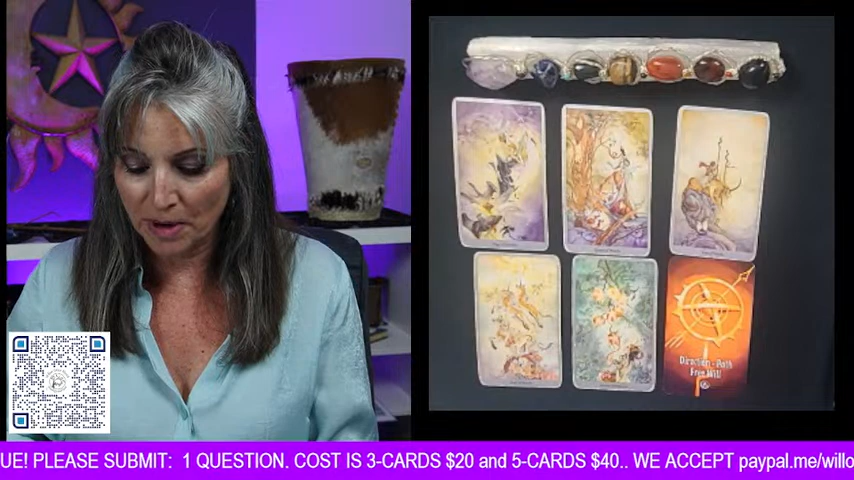 Direction - Path
Free Will
UE! PLEASE SUBMIT: 1 QUESTION. COST IS 3-CARDS $20 and 5-CARDS $40.. WE ACCEPT paypal.me/willo